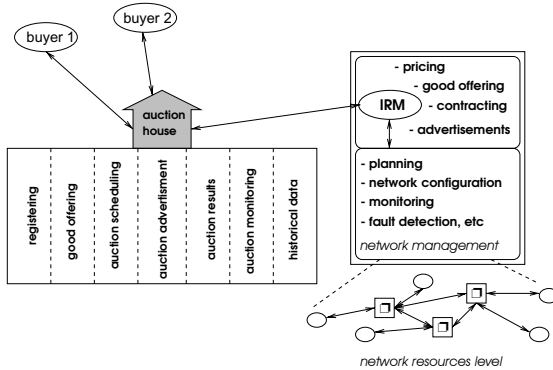 buyer 1
buyer 2
auction
house
registering
good offering
auction scheduling
auction advertisment
auction results
auction monitoring
historical data
- pricing
- good offering
IRM
- contracting
- advertisements
- planning
- network configuration
- monitoring
- fault detection, etc
network management
network resources level